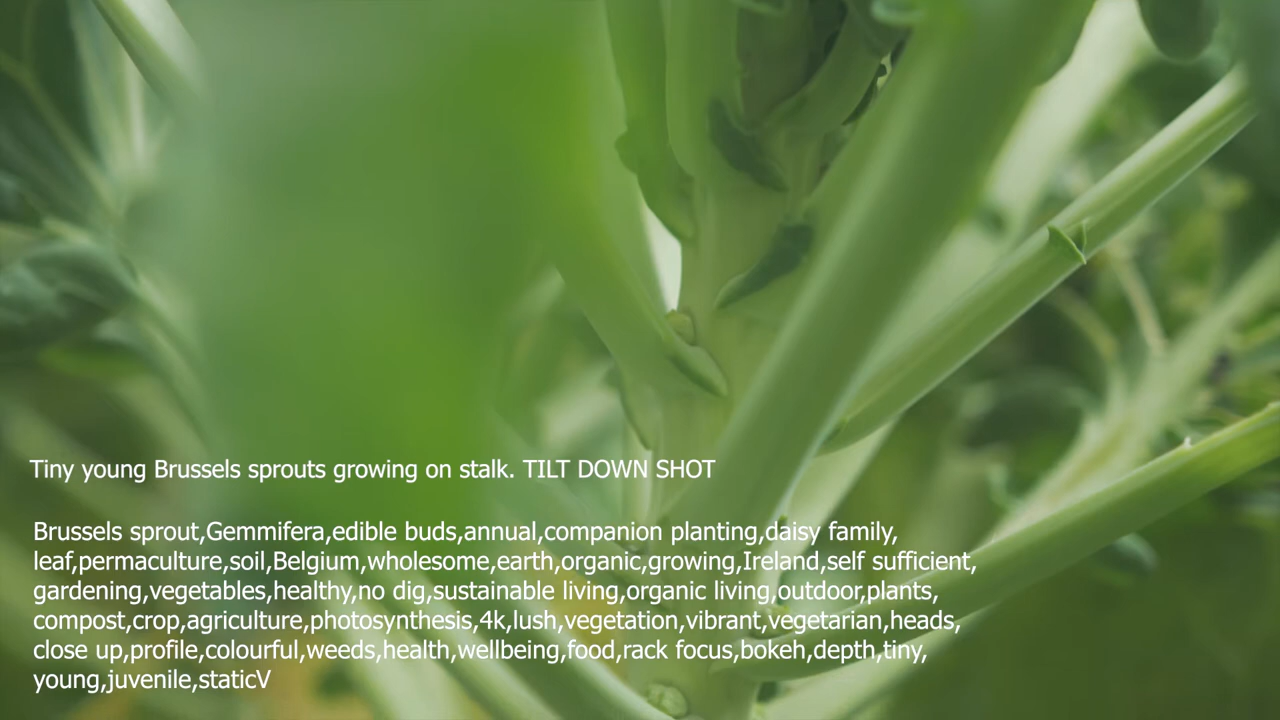 Tiny young Brussels sprouts growing on stalk. TILT DOWN SHOT
Brussels sprout,Gemmifera,edible buds,annual,companion planting,daisy family,
leaf,permaculture,soil,Belgium,wholesome,earth,organic,growing,Ireland,self sufficient,
gardening,vegetables,healthy,no dig,sustainable living,organic living,outdoor,plants,
compost,crop,agriculture,photosynthesis,4k,lush,vegetation,vibrant,vegetarian,heads,
close up,profile,colourful,weeds,health,wellbeing,food,rack focus,bokeh,depth,tiny,
young,juvenile,staticV